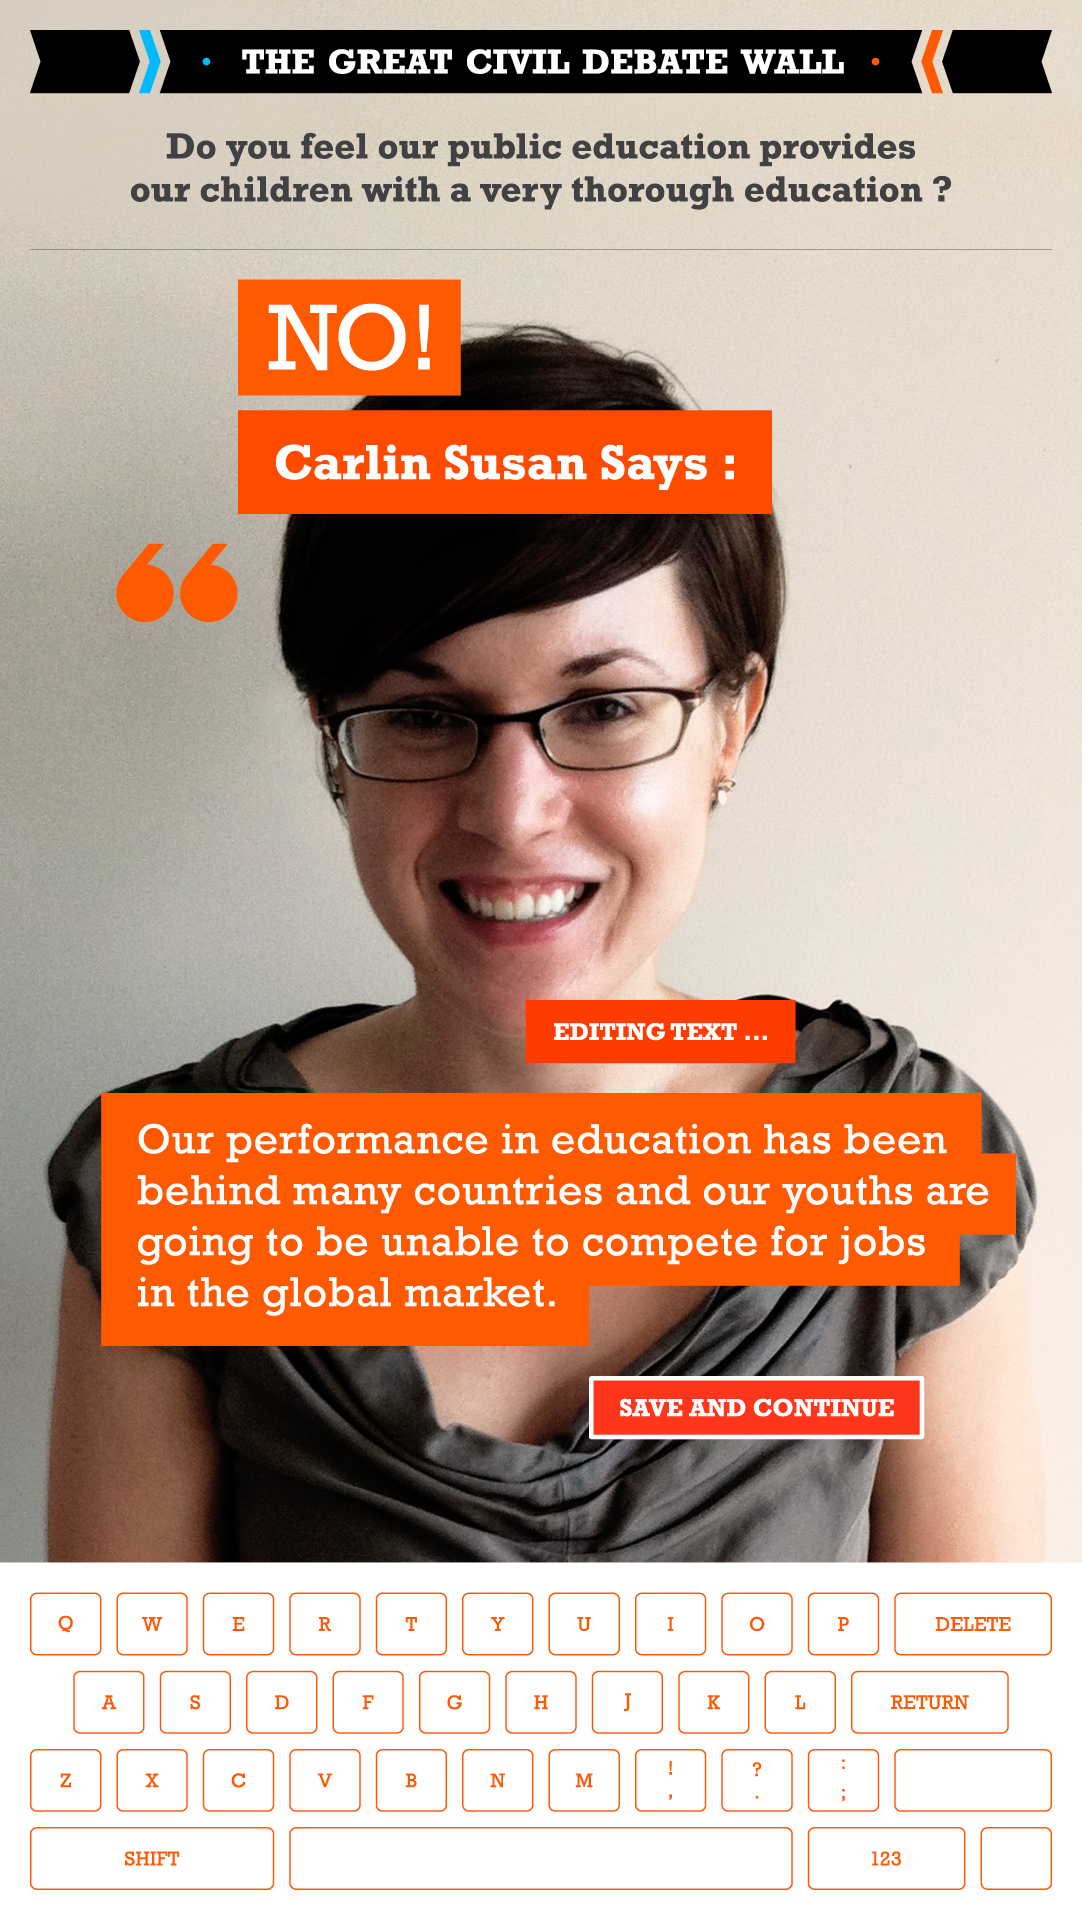 THE GREAT CIVIL DEBATE WALL
Do you feel our public education provides
our children with a very thorough education ?
NO!
Carlin Susan Says :
“
EDITING TEXT ...
Our performance in education has been
behind many countries and our youths are
going to be unable to compete for jobs
in the global market.
SAVE AND CONTINUE
Q W E R T Y U I O P DELETE
A S D F G H J K L RETURN
Z X C V B N M ! , ? . : ;
SHIFT 123